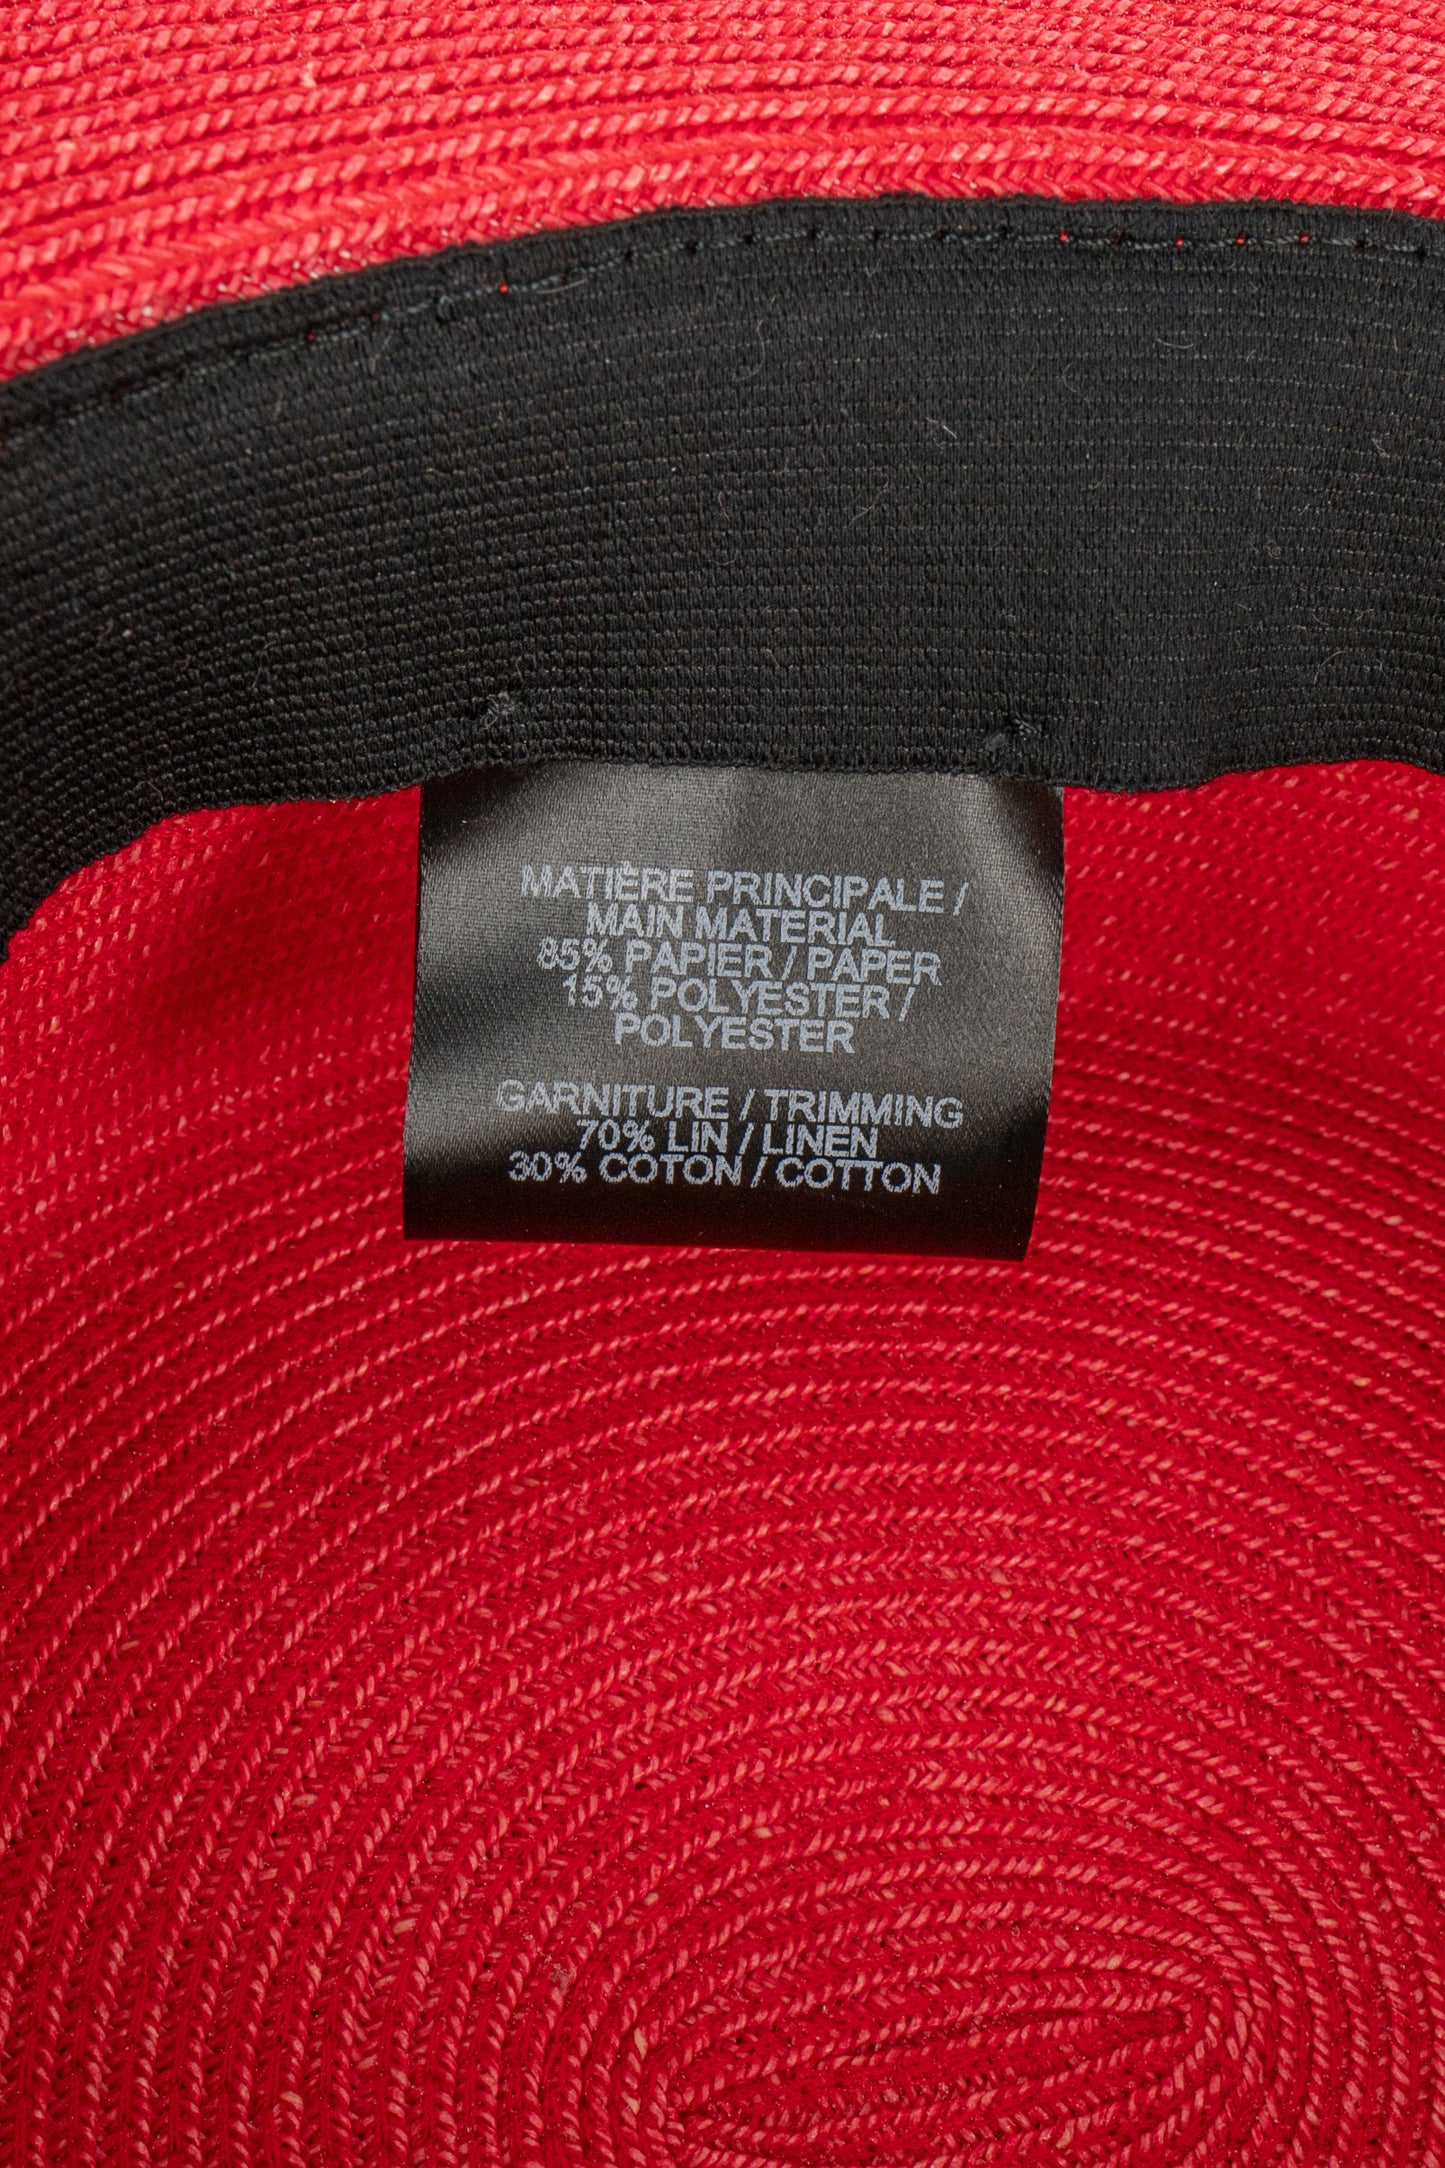 MATIÈRE PRINCIPALE /
MAIN MATERIAL
85% PAPIER / PAPER
15% POLYESTER /
POLYESTER
GARNITURE / TRIMMING
70% LIN / LINEN
30% COTON / COTTON